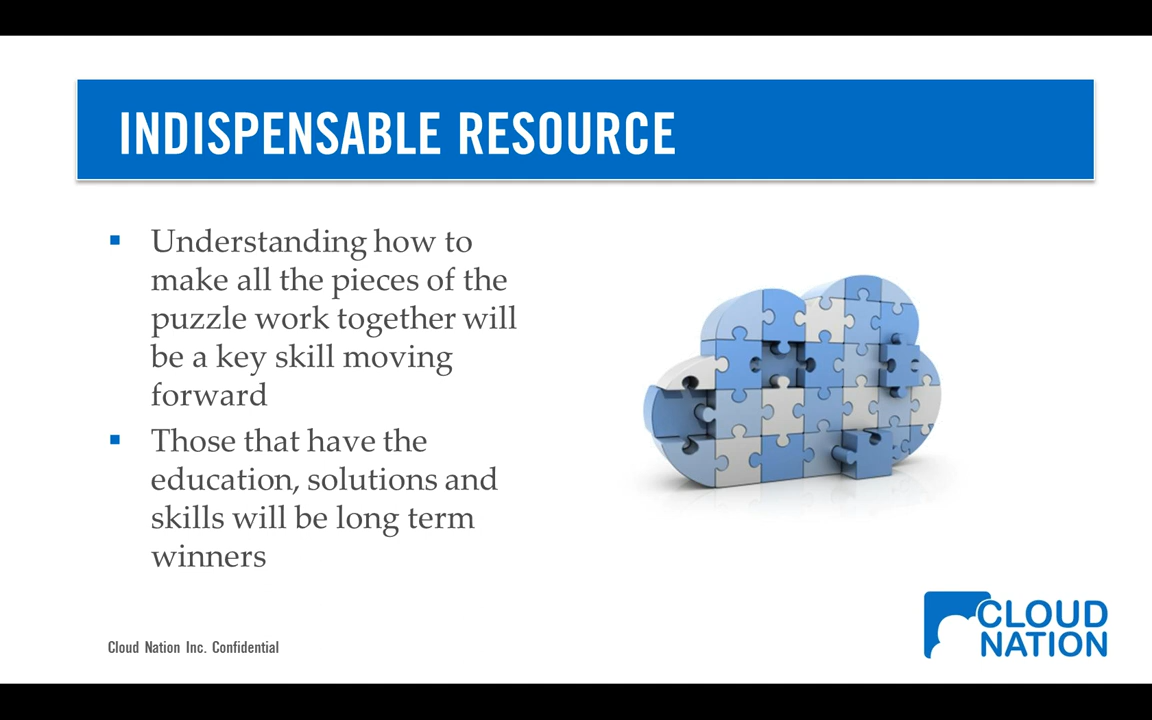 INDISPENSABLE RESOURCE
Understanding how to
make all the pieces of the
puzzle work together will
be a key skill moving
forward
Those that have the
education, solutions and
skills will be long term
winners
Cloud Nation Inc. Confidential
CLOUD
NATION